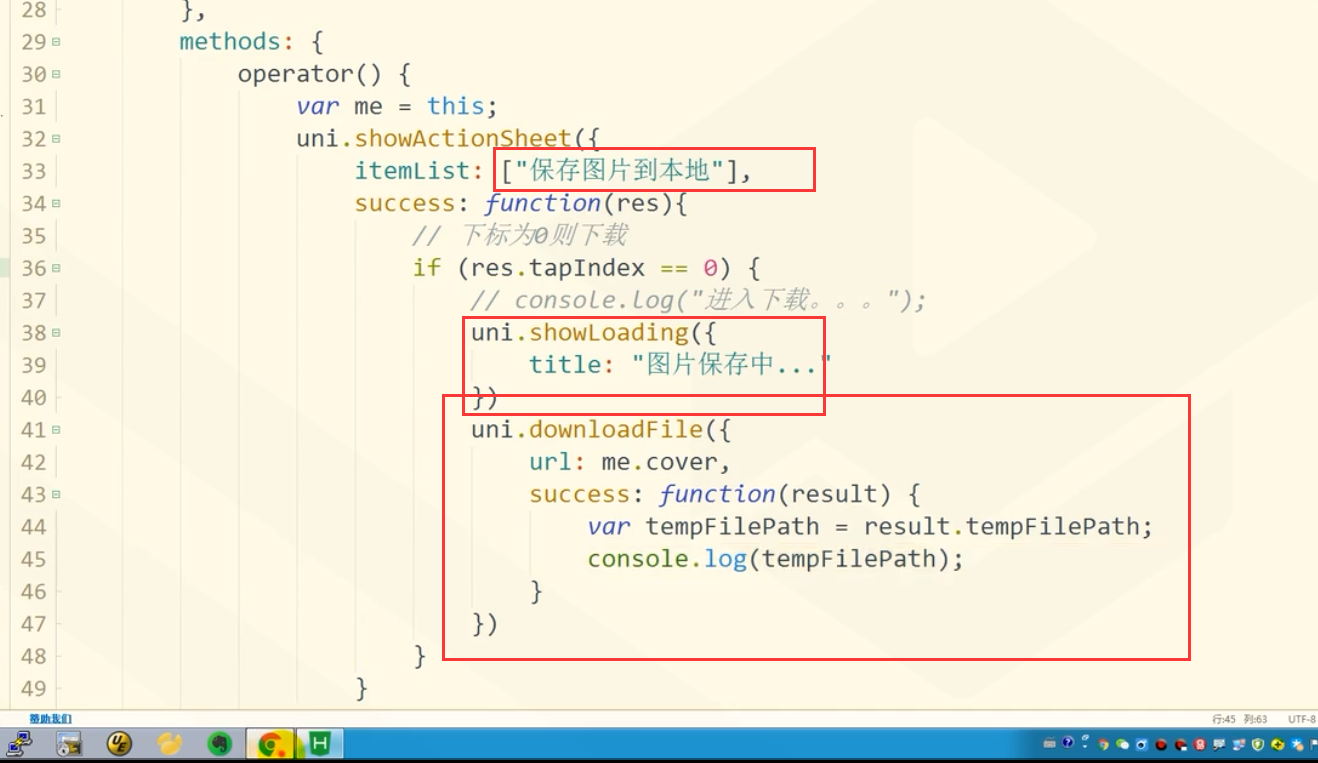 28 },
29 methods: {
30 operator() {
31 var me = this;
32 uni.showActionSheet({
33 itemList: ["保存图片到本地"],
34 success: function(res){
35 // 下标为0则下载
36 if (res.tapIndex == 0) {
37 // console.log("进入下载。。。");
38 uni.showLoading({
39 title: "图片保存中..."
40 })
41 uni.downloadFile({
42 url: me.cover,
43 success: function(result) {
44 var tempFilePath = result.tempFilePath;
45 console.log(tempFilePath);
46 }
47 })
48 }
49 }
帮助我们 行:45 列:63 UTF-8
UE H